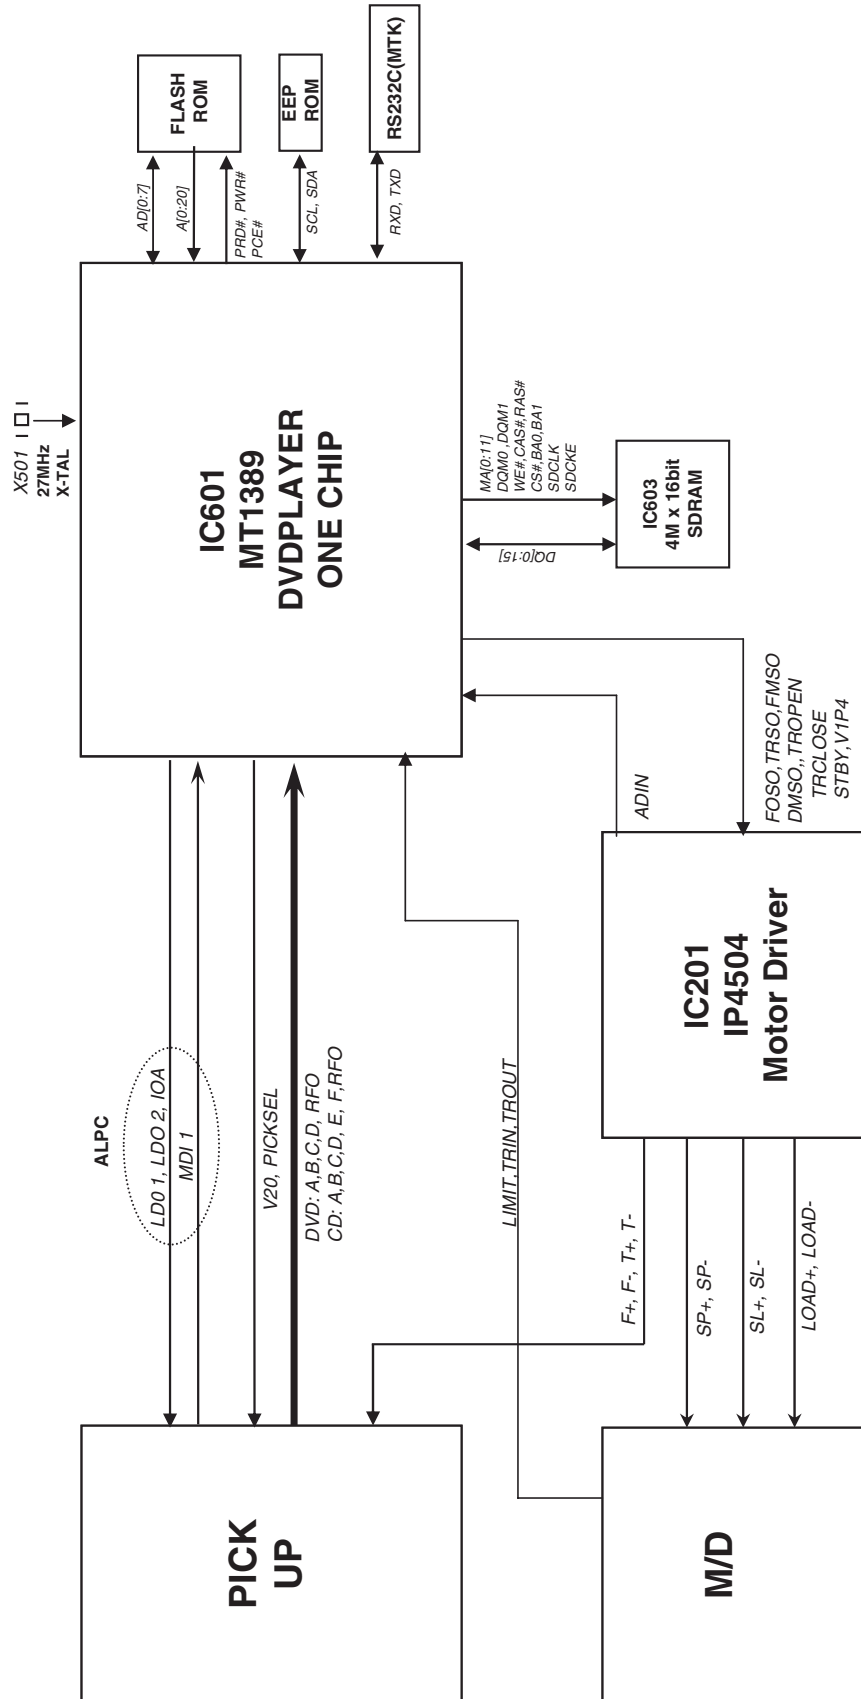 PICK
UP
M/D
ALPC
LD0 1, LDO 2, IOA
MDI 1
V20, PICKSEL
DVD: A,B,C,D, RFO
CD: A,B,C,D, E, F,RFO
LIMIT,TRIN,TROUT
F+, F-, T+, T-
SP+, SP-
SL+, SL-
LOAD+, LOAD-
IC201
IP4504
Motor Driver
ADIN
FOSO,TRSO,FMSO
DMSO,,TROPEN
TRCLOSE
STBY,V1P4
X501
27MHz
X-TAL
IC601
MT1389
DVDPLAYER
ONE CHIP
DQ[0:15]
MA[0:11]
DQM0 ,DQM1
WE#,CAS#,RAS#
CS#,BA0,BA1
SDCLK
SDCKE
IC603
4M x 16bit
SDRAM
AD[0:7]
A[0:20]
PRD#, PWR#
PCE#
SCL, SDA
RXD, TXD
FLASH
ROM
EEP
ROM
RS232C(MTK)